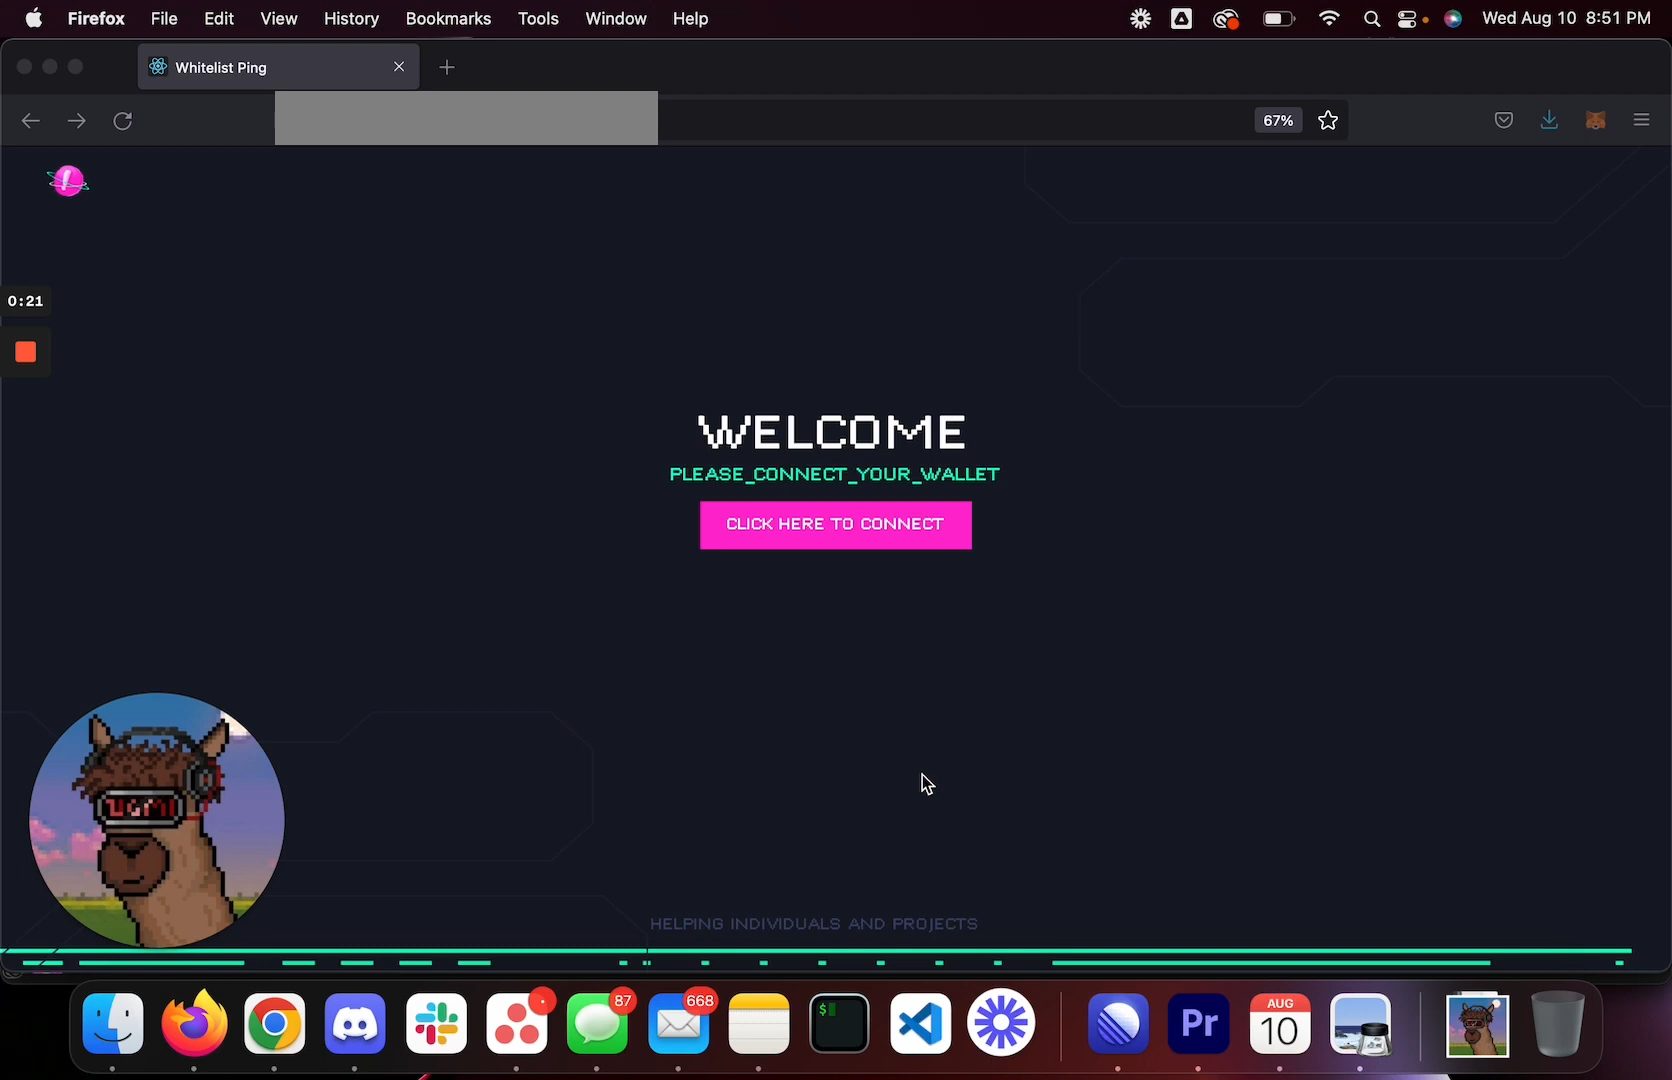 Firefox File Edit View History Bookmarks Tools Window Help Wed Aug 10 8:51 PM
Whitelist Ping
67%
0:21
WELCOME
PLEASE_CONNECT_YOUR_WALLET
CLICK HERE TO CONNECT
HELPING INDIVIDUALS AND PROJECTS
87
668
$
Pr
AUG
10